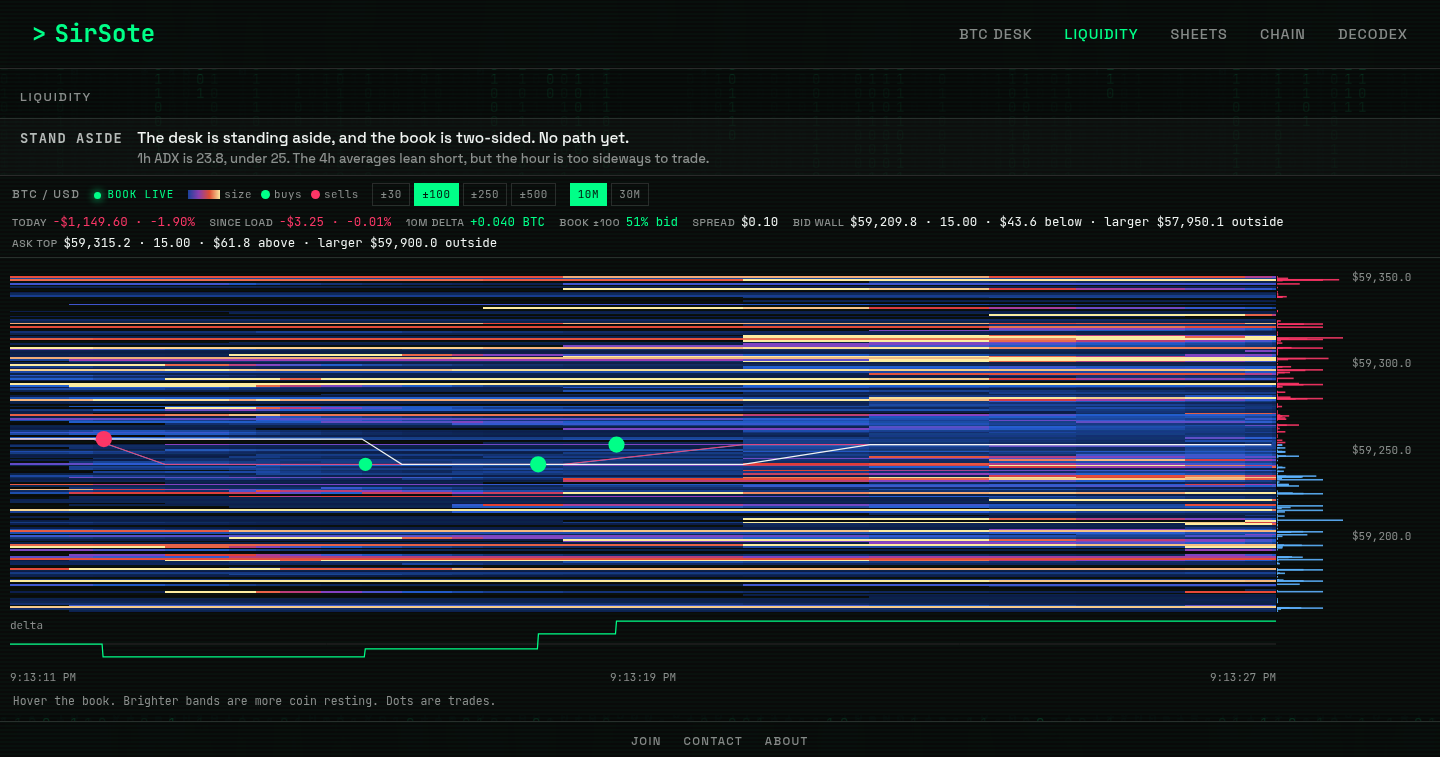 > SirSote
BTC DESK LIQUIDITY SHEETS CHAIN DECODEX
LIQUIDITY
STAND ASIDE The desk is standing aside, and the book is two-sided. No path yet.
1h ADX is 23.8, under 25. The 4h averages lean short, but the hour is too sideways to trade.
BTC / USD BOOK LIVE size buys sells ±30 ±100 ±250 ±500 10M 30M
TODAY -$1,149.60 · -1.90% SINCE LOAD -$3.25 · -0.01% 10M DELTA +0.040 BTC BOOK ±100 51% bid SPREAD $0.10 BID WALL $59,209.8 · 15.00 · $43.6 below · larger $57,950.1 outside
ASK TOP $59,315.2 · 15.00 · $61.8 above · larger $59,900.0 outside
$59,350.0
$59,300.0
$59,250.0
$59,200.0
delta
9:13:11 PM 9:13:19 PM 9:13:27 PM
Hover the book. Brighter bands are more coin resting. Dots are trades.
JOIN CONTACT ABOUT